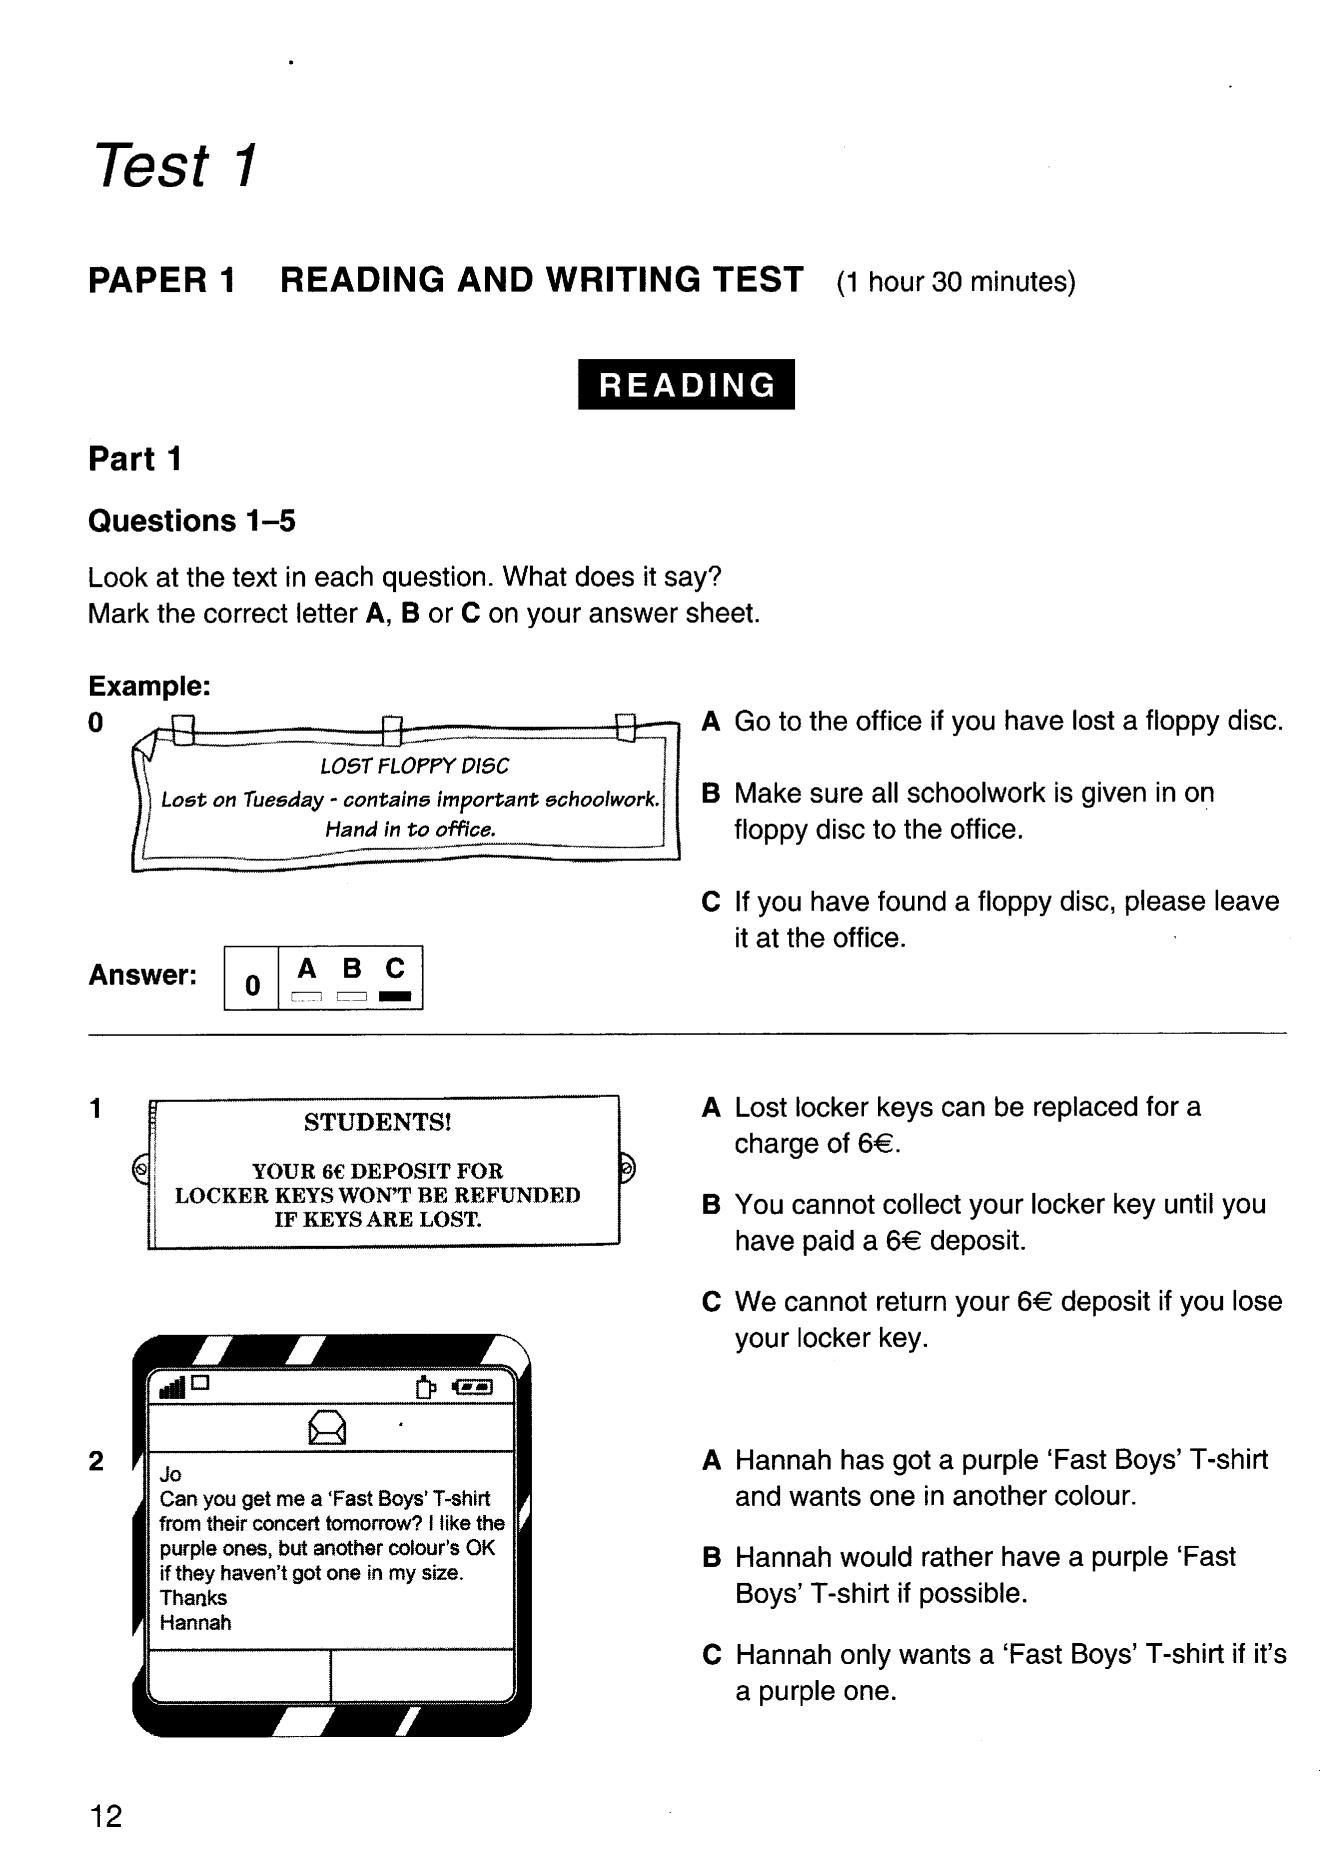 Test 1
PAPER 1 READING AND WRITING TEST (1 hour 30 minutes)
READING
Part 1
Questions 1–5
Look at the text in each question. What does it say?
Mark the correct letter A, B or C on your answer sheet.
Example:
0
LOST FLOPPY DISC
Lost on Tuesday - contains important schoolwork.
Hand in to office.
A Go to the office if you have lost a floppy disc.
B Make sure all schoolwork is given in on
floppy disc to the office.
C If you have found a floppy disc, please leave
it at the office.
Answer:
0 A B C
1
STUDENTS!
YOUR 6€ DEPOSIT FOR
LOCKER KEYS WON'T BE REFUNDED
IF KEYS ARE LOST.
A Lost locker keys can be replaced for a
charge of 6€.
B You cannot collect your locker key until you
have paid a 6€ deposit.
C We cannot return your 6€ deposit if you lose
your locker key.
2
Jo
Can you get me a ‘Fast Boys’ T-shirt
from their concert tomorrow? I like the
purple ones, but another colour's OK
if they haven't got one in my size.
Thanks
Hannah
A Hannah has got a purple ‘Fast Boys’ T-shirt
and wants one in another colour.
B Hannah would rather have a purple ‘Fast
Boys’ T-shirt if possible.
C Hannah only wants a ‘Fast Boys’ T-shirt if it’s
a purple one.
12